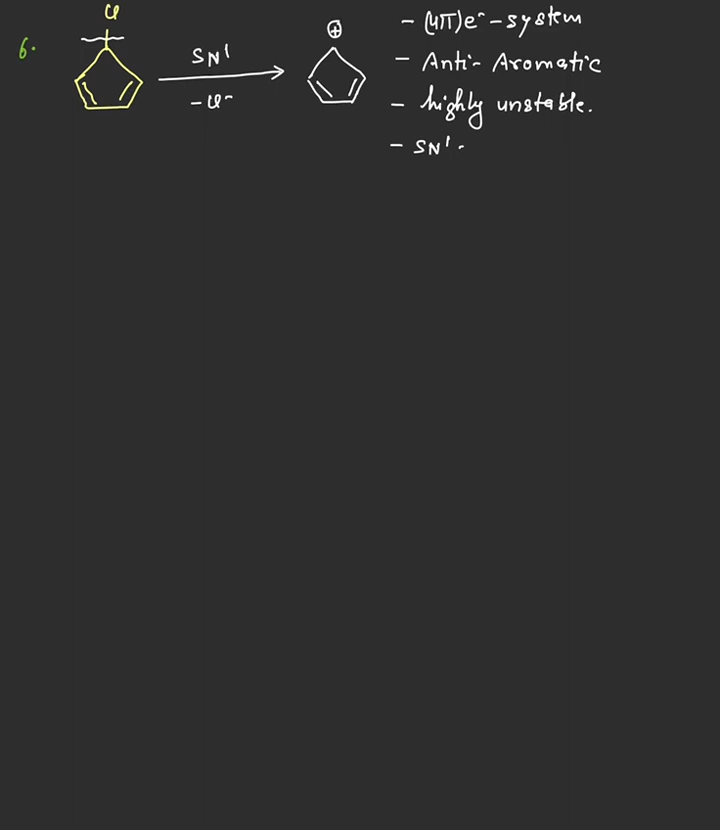 6.
Cl
SN1
-Cl-
⊕
- (4π)e- - system
- Anti- Aromatic
- highly unstable.
- SN1 -